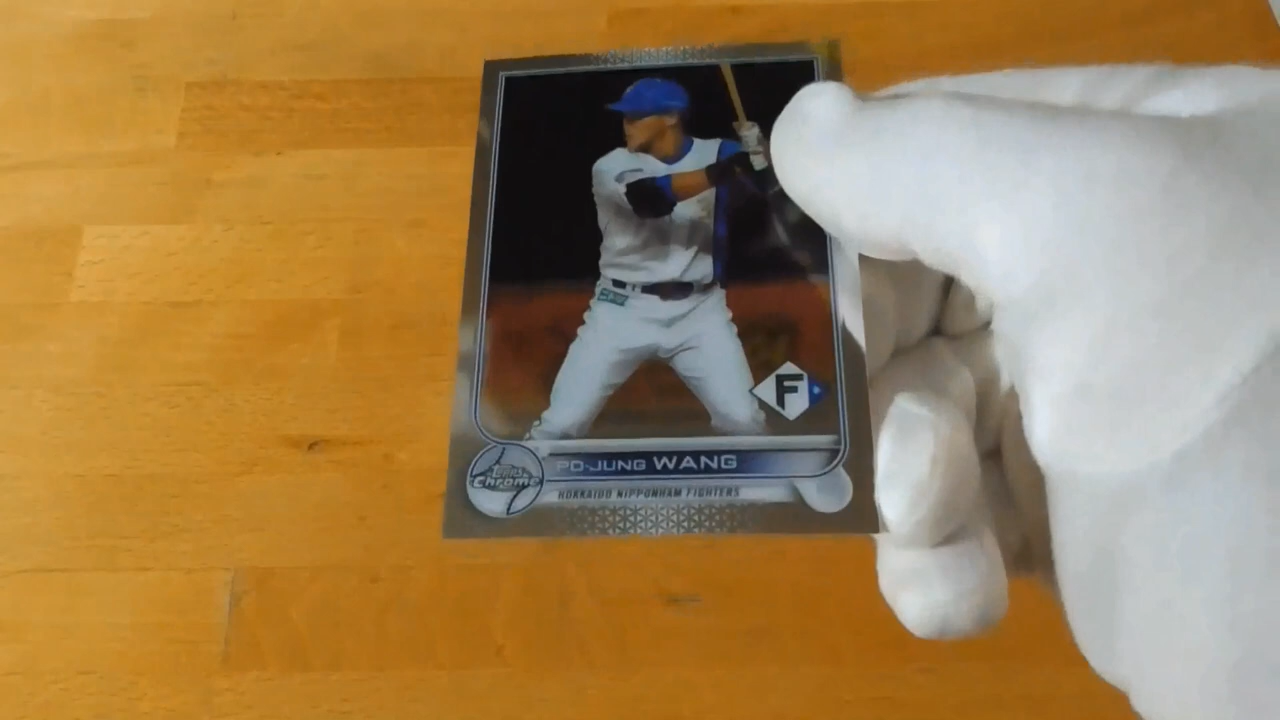 F
Topps
Chrome
PO-JUNG WANG
HOKKAIDO NIPPONHAM FIGHTERS